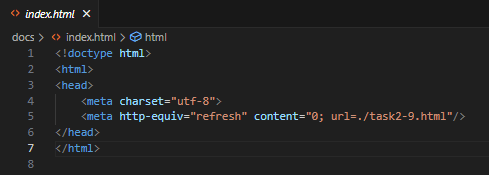 index.html
docs > index.html > html
1 <!doctype html>
2 <html>
3 <head>
4     <meta charset="utf-8">
5     <meta http-equiv="refresh" content="0; url=./task2-9.html"/>
6 </head>
7 </html>
8